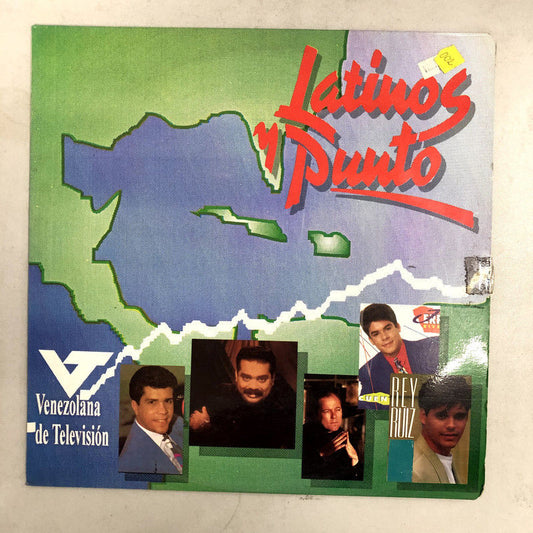 Latinos
y Punto
Venezolana
de Televisión
REY
RUIZ